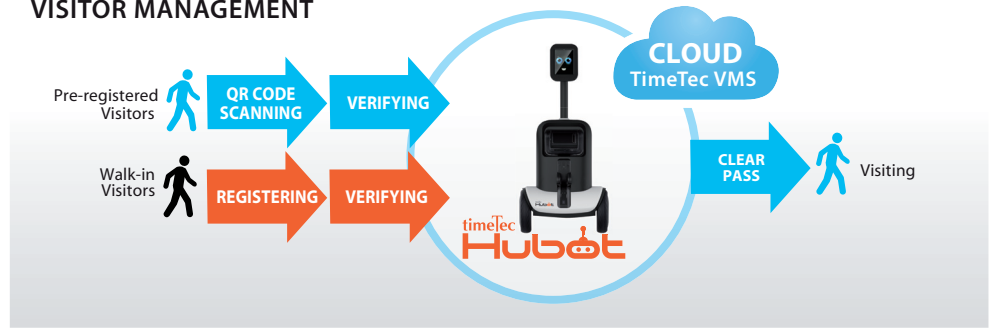 VISITOR MANAGEMENT
Pre-registered
Visitors
QR CODE
SCANNING
VERIFYING
CLOUD
TimeTec VMS
Walk-in
Visitors
REGISTERING
VERIFYING
CLEAR
PASS
Visiting
Hubot
timeTec
Hubot